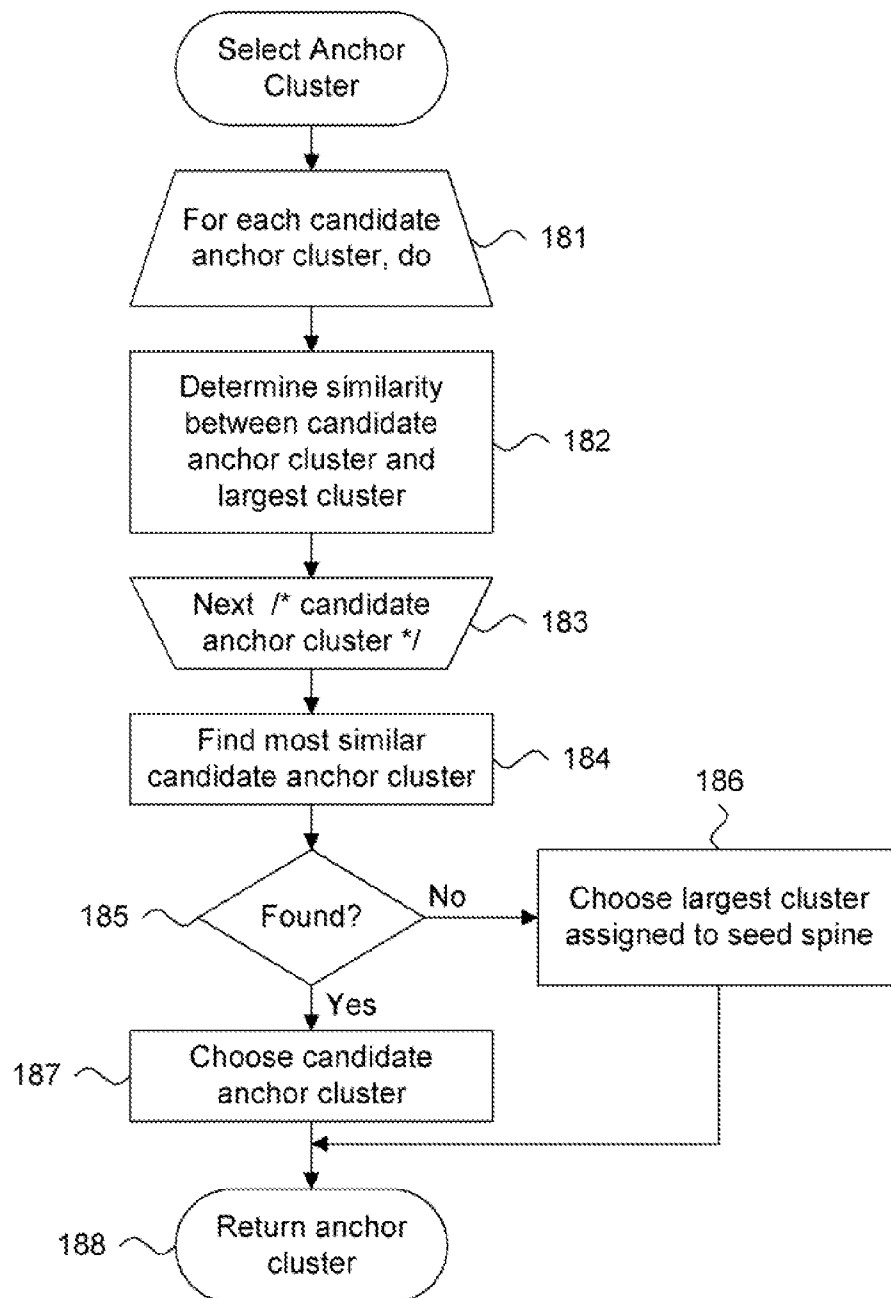 Select Anchor
Cluster
For each candidate
anchor cluster, do
181
Determine similarity
between candidate
anchor cluster and
largest cluster
182
Next /* candidate
anchor cluster */
183
Find most similar
candidate anchor cluster
184
186
185
Found?
No
Choose largest cluster
assigned to seed spine
Yes
187
Choose candidate
anchor cluster
188
Return anchor
cluster